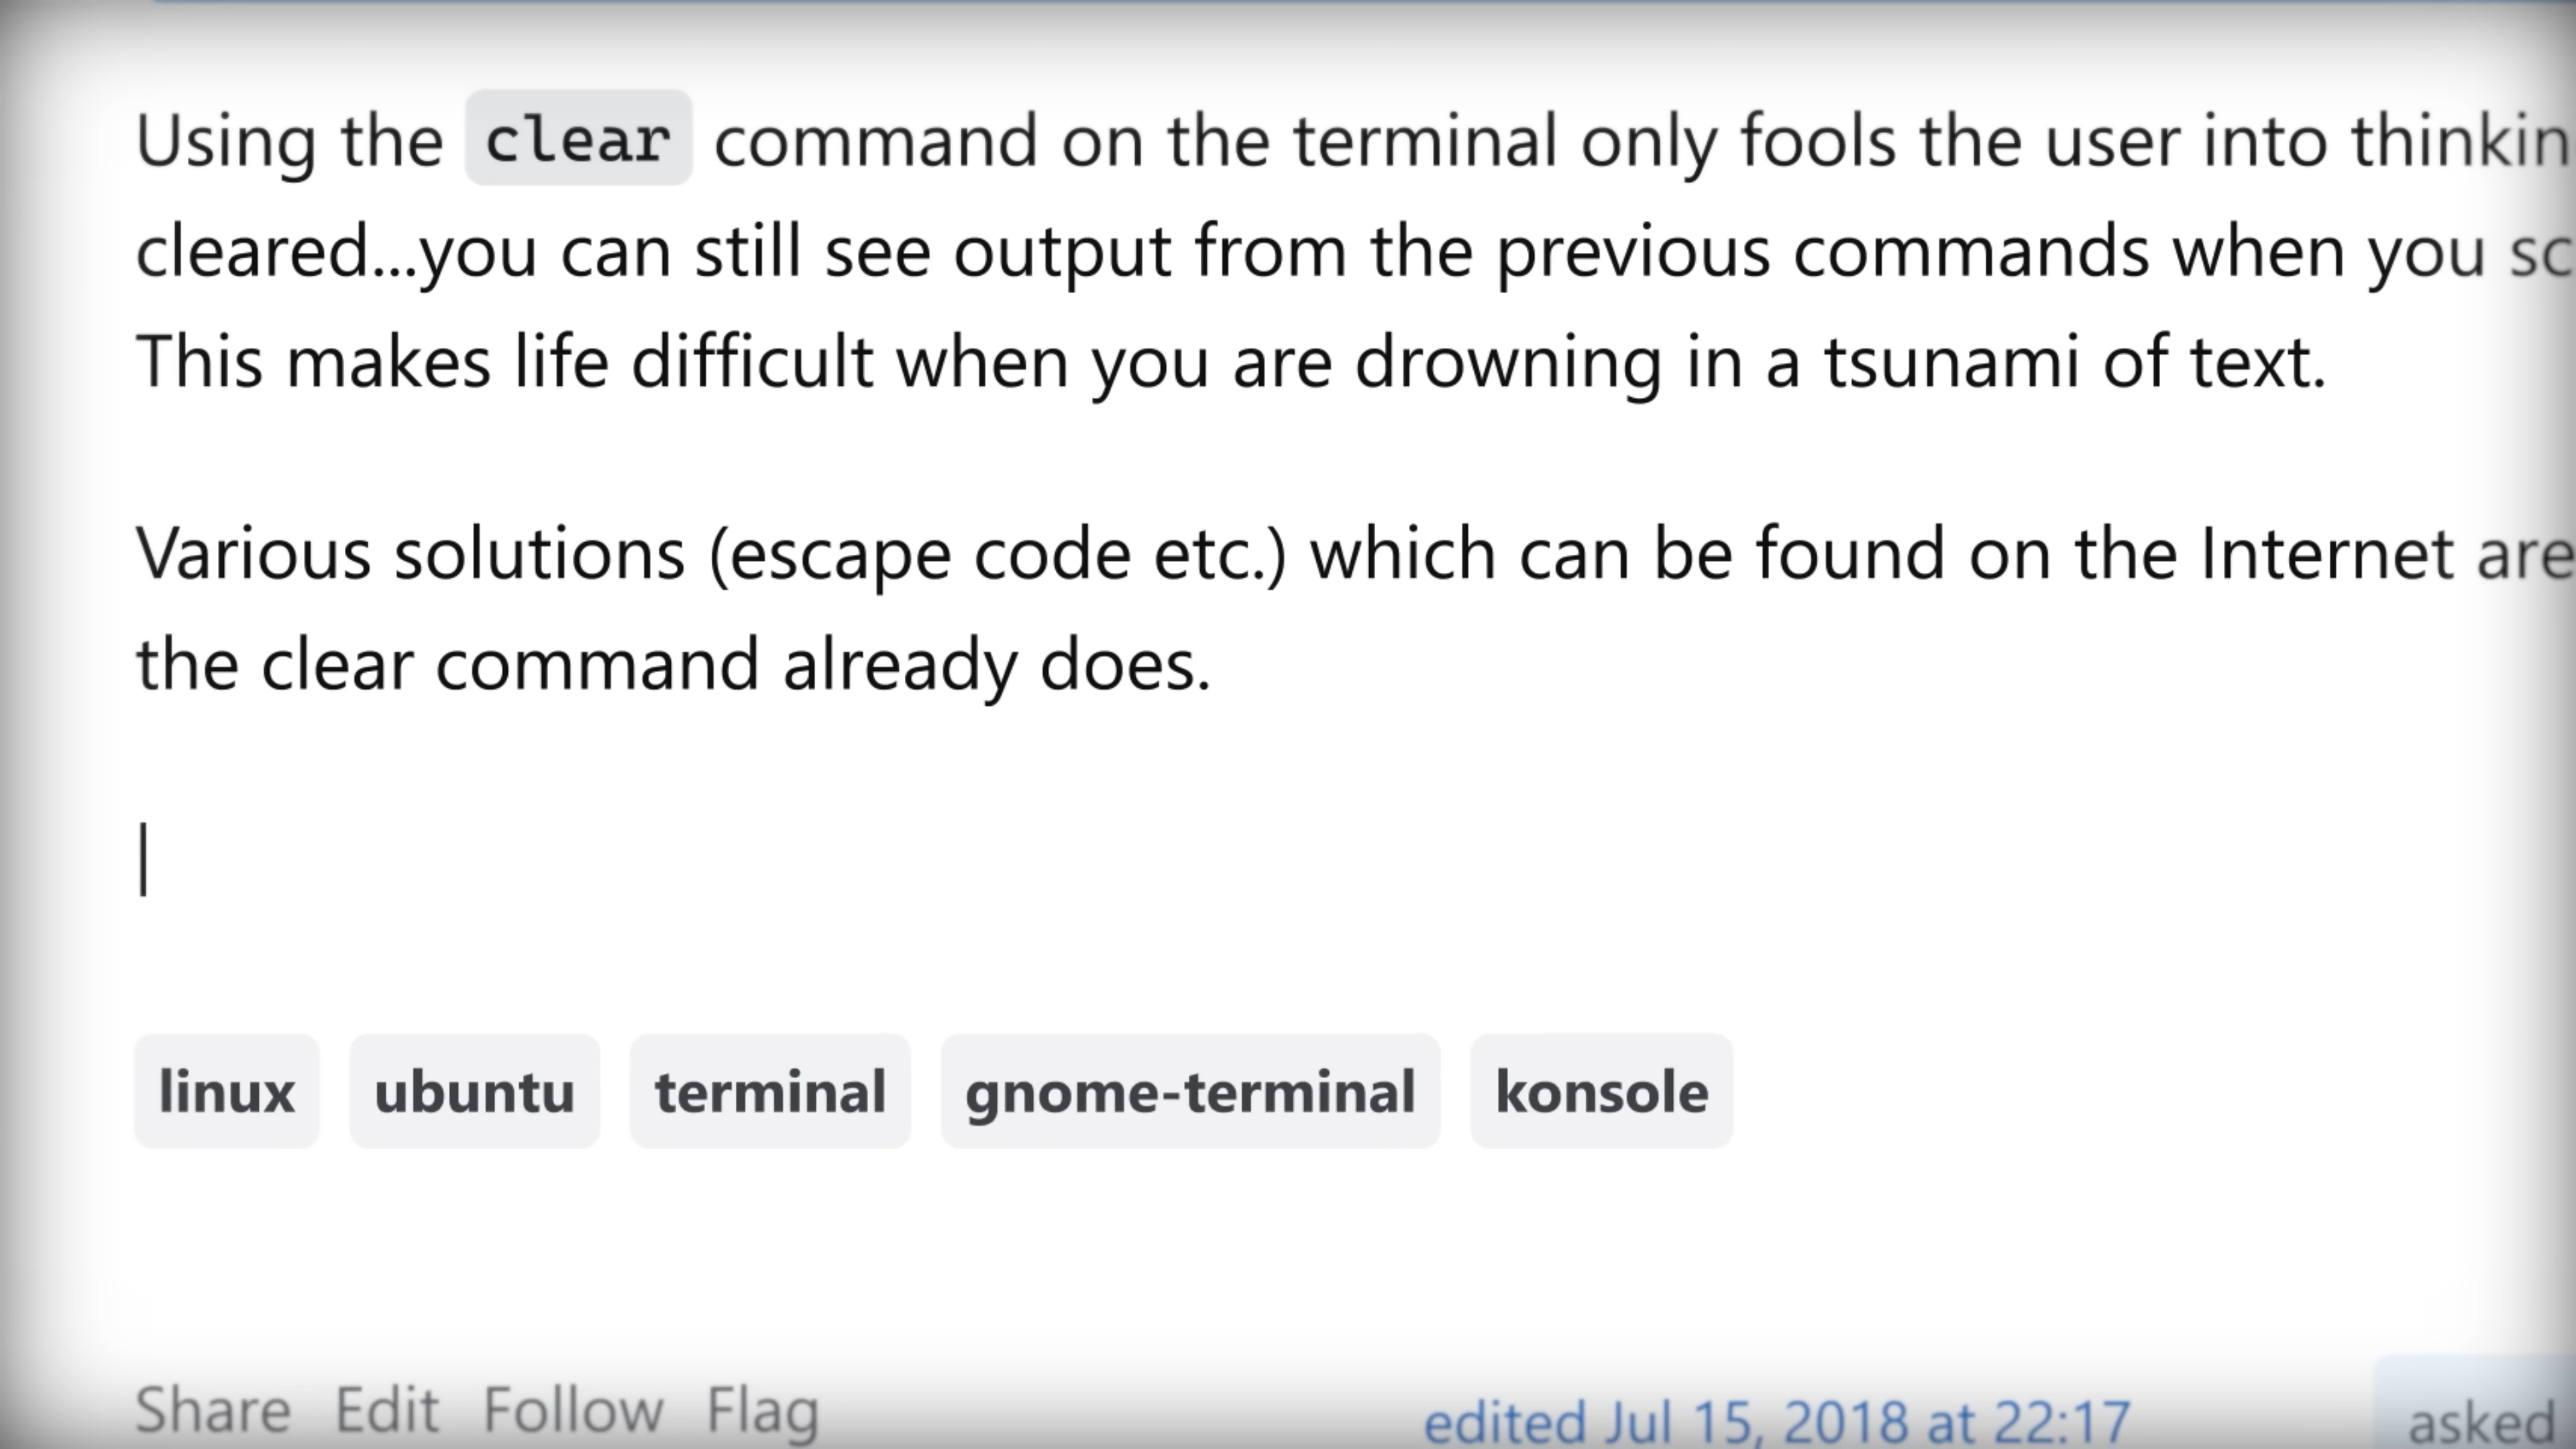 Using the clear command on the terminal only fools the user into
cleared...you can still see output from the previous commands when you
This makes life difficult when you are drowning in a tsunami of text.
Various solutions (escape code etc.) which can be found on the Internet are
the clear command already does.
linux ubuntu terminal gnome-terminal konsole
Share Edit Follow Flag
edited Jul 15, 2018 at 22:17
asked